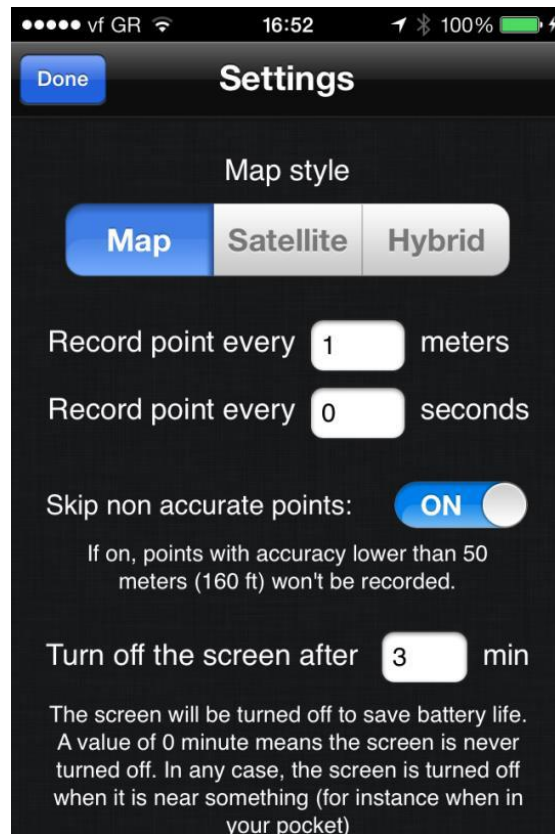 vf GR 16:52 100%
Done Settings
Map style
Map Satellite Hybrid
Record point every 1 meters
Record point every 0 seconds
Skip non accurate points: ON
If on, points with accuracy lower than 50
meters (160 ft) won't be recorded.
Turn off the screen after 3 min
The screen will be turned off to save battery life.
A value of 0 minute means the screen is never
turned off. In any case, the screen is turned off
when it is near something (for instance when in
your pocket)